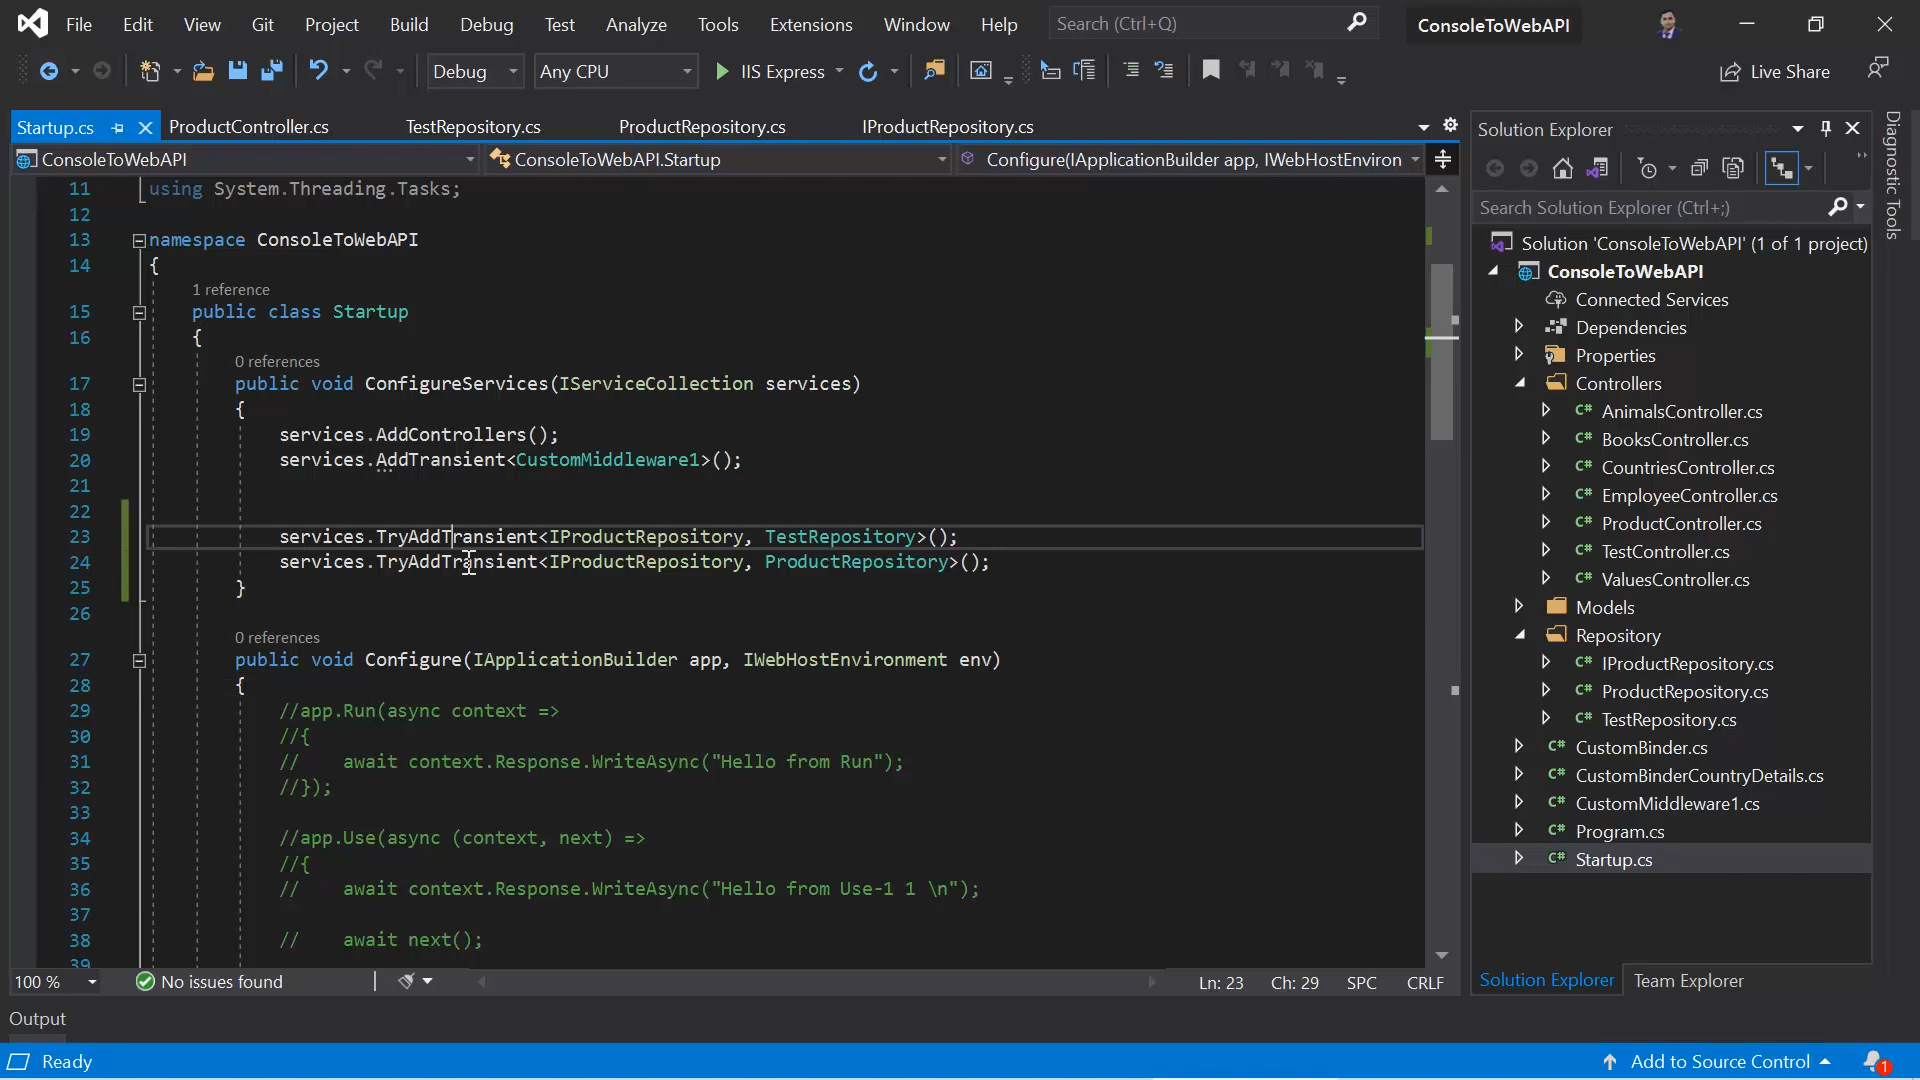 File Edit View Git Project Build Debug Test Analyze Tools Extensions Window Help Search (Ctrl+Q) ConsoleToWebAPI
Debug Any CPU IIS Express Live Share
Startup.cs ProductController.cs TestRepository.cs ProductRepository.cs IProductRepository.cs
ConsoleToWebAPI ConsoleToWebAPI.Startup Configure(IApplicationBuilder app, IWebHostEnviron
11 using System.Threading.Tasks;
12
13 namespace ConsoleToWebAPI
14 {
1 reference
15 public class Startup
16 {
0 references
17 public void ConfigureServices(IServiceCollection services)
18 {
19 services.AddControllers();
20 services.AddTransient<CustomMiddleware1>();
21
22
23 services.TryAddTransient<IProductRepository, TestRepository>();
24 services.TryAddTransient<IProductRepository, ProductRepository>();
25 }
26
0 references
27 public void Configure(IApplicationBuilder app, IWebHostEnvironment env)
28 {
29 //app.Run(async context =>
30 //{
31 // await context.Response.WriteAsync("Hello from Run");
32 //});
33
34 //app.Use(async (context, next) =>
35 //{
36 // await context.Response.WriteAsync("Hello from Use-1 1 \n");
37
38 // await next();
39
100 % No issues found Ln: 23 Ch: 29 SPC CRLF
Output
Ready Add to Source Control 1
Solution Explorer
Search Solution Explorer (Ctrl+;)
Solution 'ConsoleToWebAPI' (1 of 1 project)
ConsoleToWebAPI
Connected Services
Dependencies
Properties
Controllers
C# AnimalsController.cs
C# BooksController.cs
C# CountriesController.cs
C# EmployeeController.cs
C# ProductController.cs
C# TestController.cs
C# ValuesController.cs
Models
Repository
C# IProductRepository.cs
C# ProductRepository.cs
C# TestRepository.cs
C# CustomBinder.cs
C# CustomBinderCountryDetails.cs
C# CustomMiddleware1.cs
C# Program.cs
C# Startup.cs
Solution Explorer Team Explorer
Diagnostic Tools